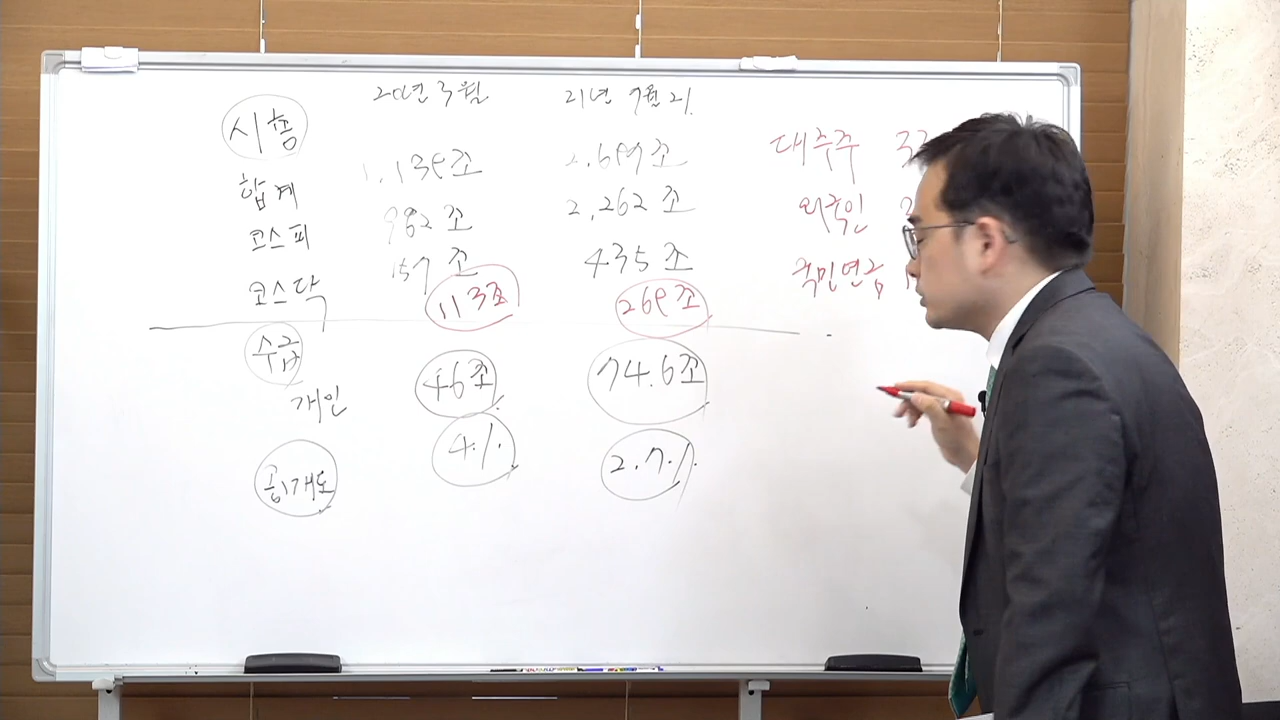 20년 3월 21년 7월 21.
시총
합계 1,139조 2,697조 대주주
코스피 982조 2,262조 외국인
코스닥 157조 435조 국민연금
113조 269조
수급
개인 46조 74.6조
공개도 4.1. 2.7.1.